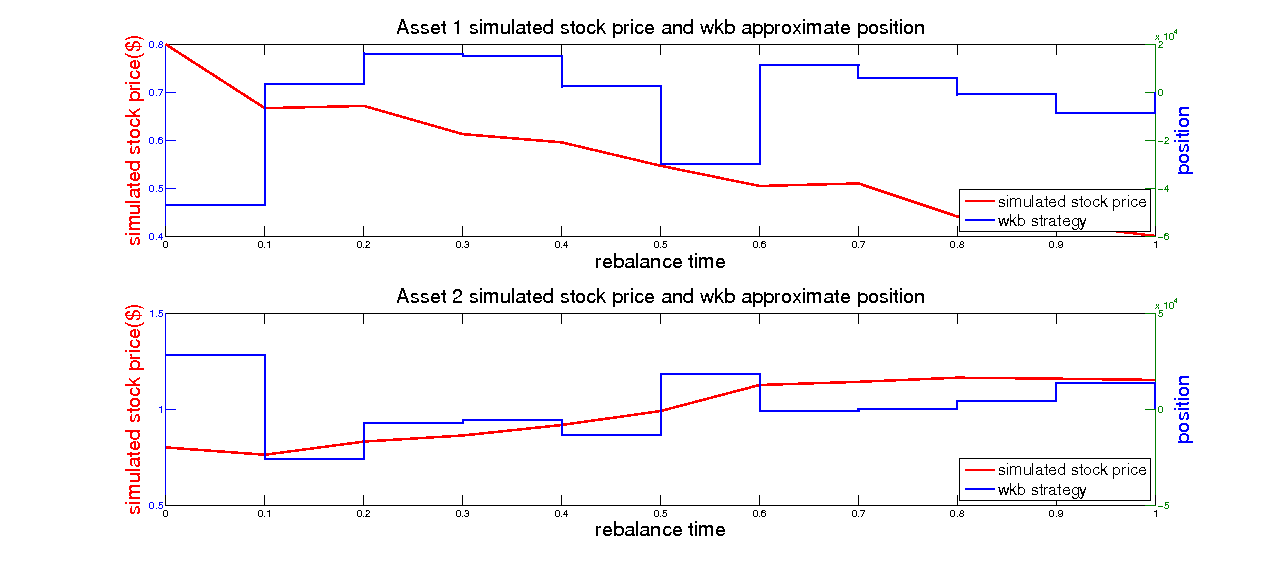 Asset 1 simulated stock price and wkb approximate position
x 10^4
0.8
0.7
0.6
0.5
0.4
simulated stock price($)
2
0
−2
−4
−6
position
simulated stock price
wkb strategy
0 0.1 0.2 0.3 0.4 0.5 0.6 0.7 0.8 0.9 1
rebalance time
Asset 2 simulated stock price and wkb approximate position
x 10^4
1.5
1
0.5
simulated stock price($)
5
0
−5
position
simulated stock price
wkb strategy
0 0.1 0.2 0.3 0.4 0.5 0.6 0.7 0.8 0.9 1
rebalance time